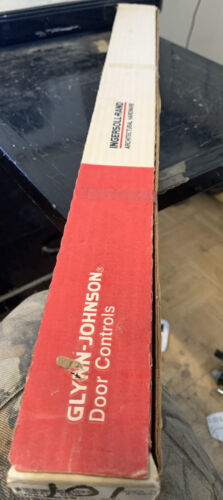 GLYNN-JOHNSON®
Door Controls
INGERSOLL-RAND
ARCHITECTURAL HARDWARE